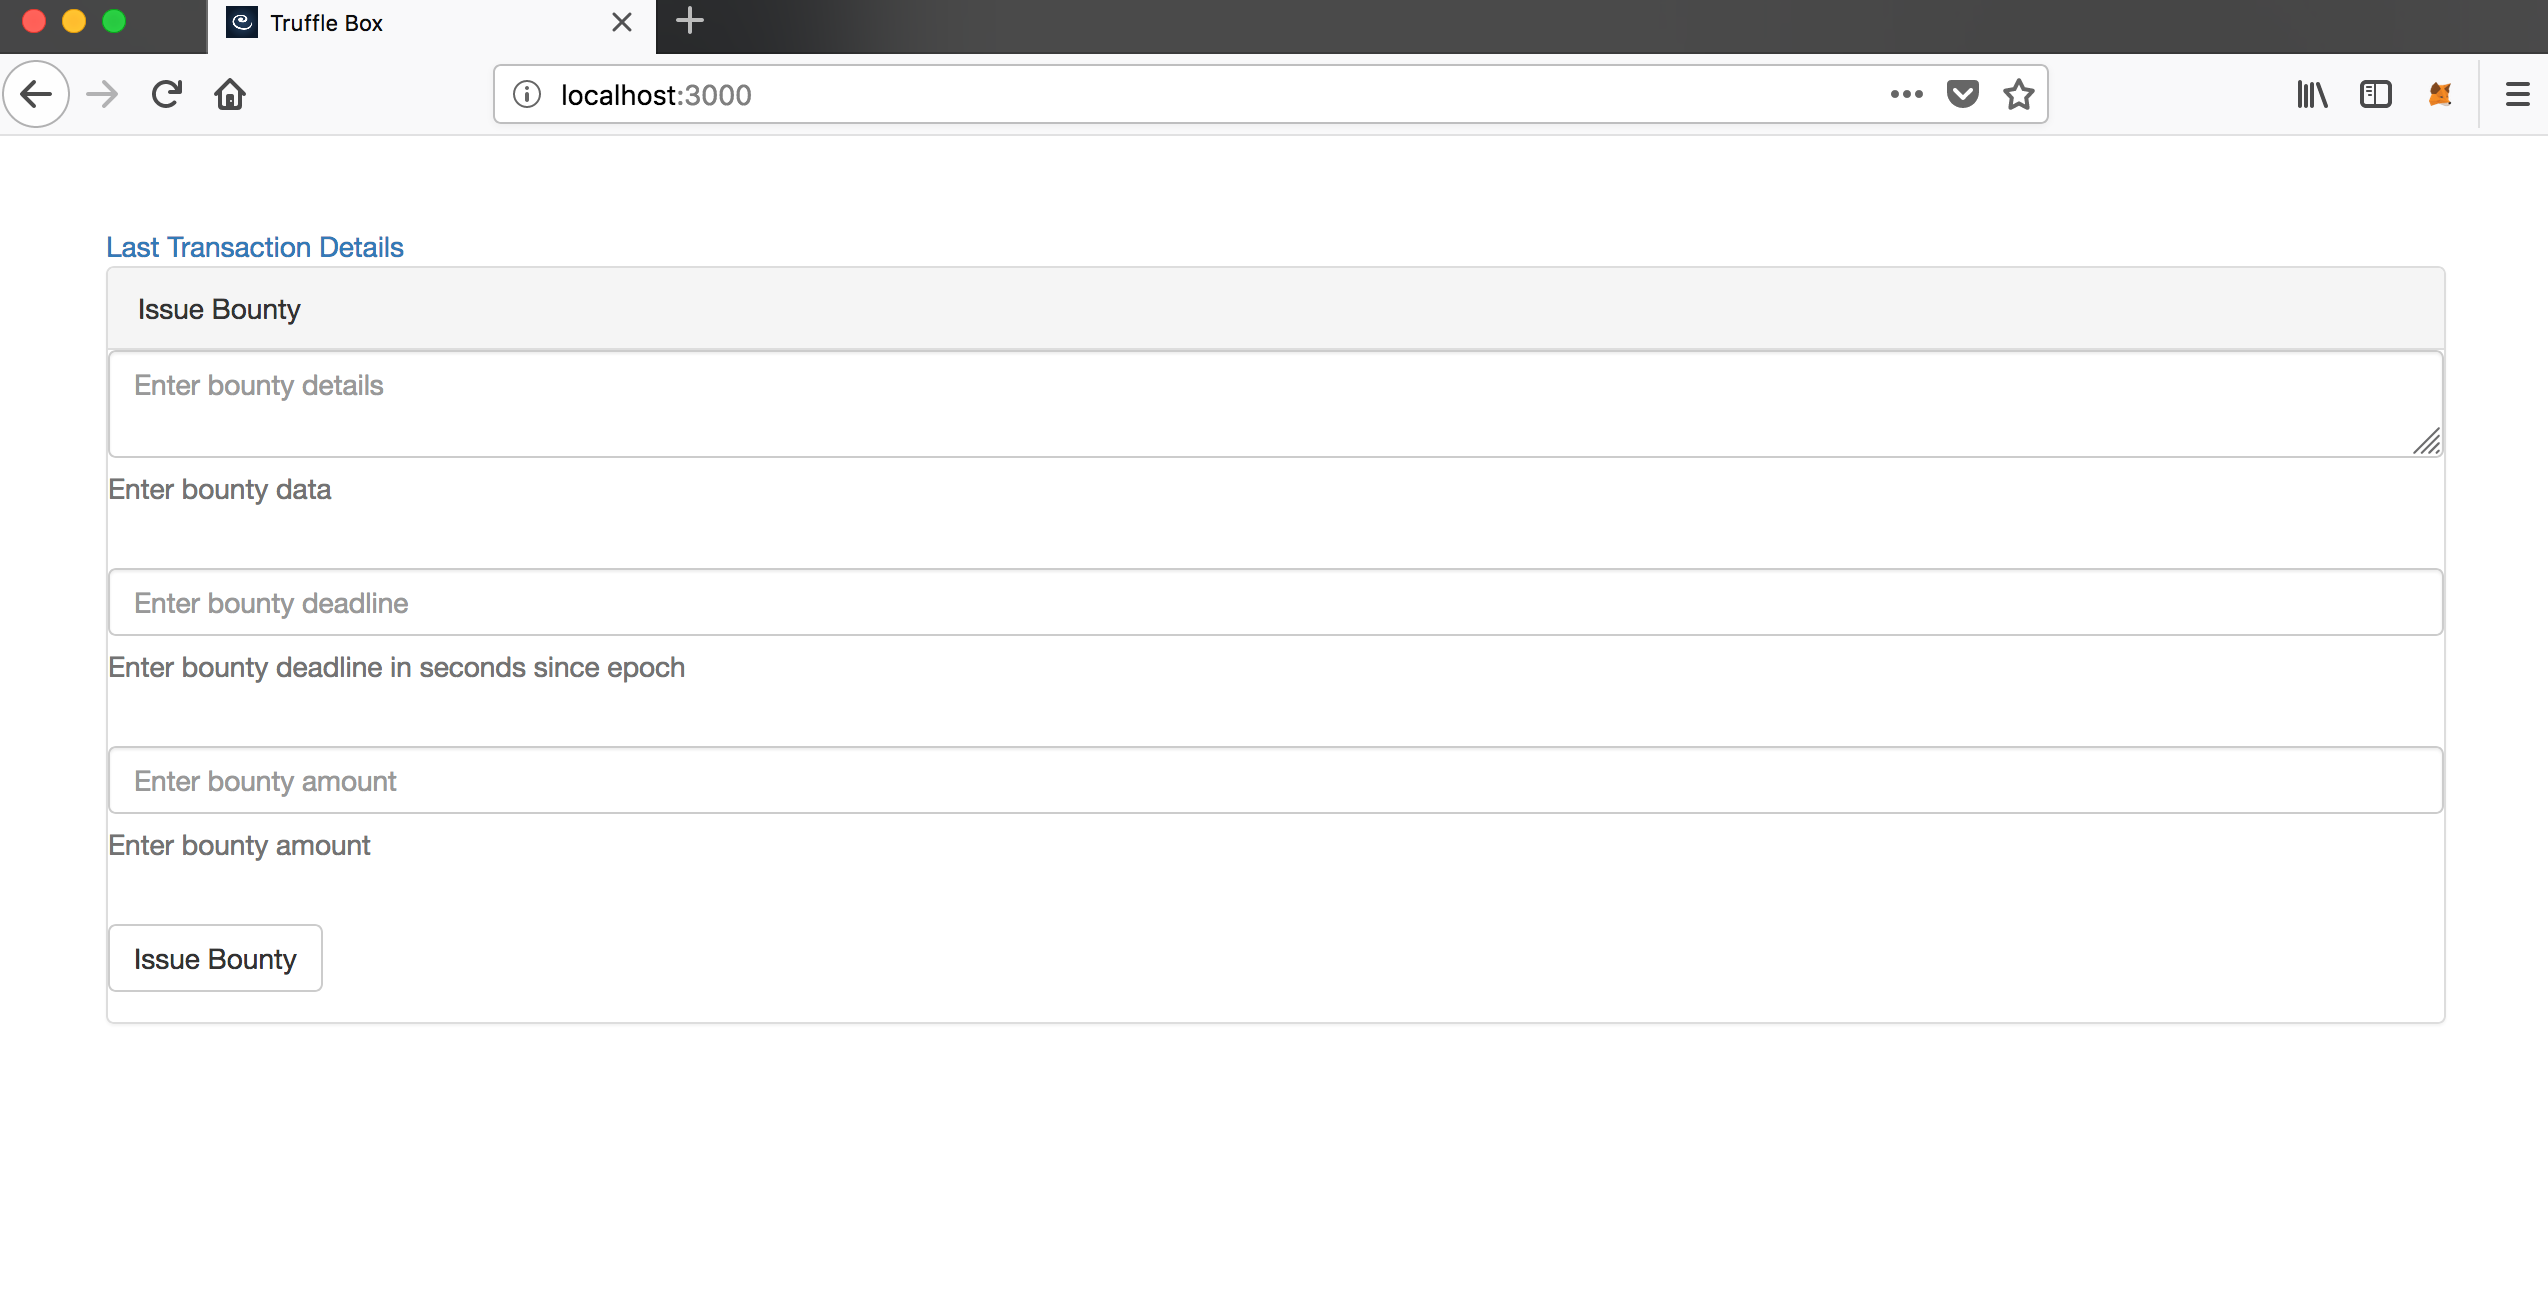 Truffle Box
localhost:3000
Last Transaction Details
Issue Bounty
Enter bounty details
Enter bounty data
Enter bounty deadline
Enter bounty deadline in seconds since epoch
Enter bounty amount
Enter bounty amount
Issue Bounty